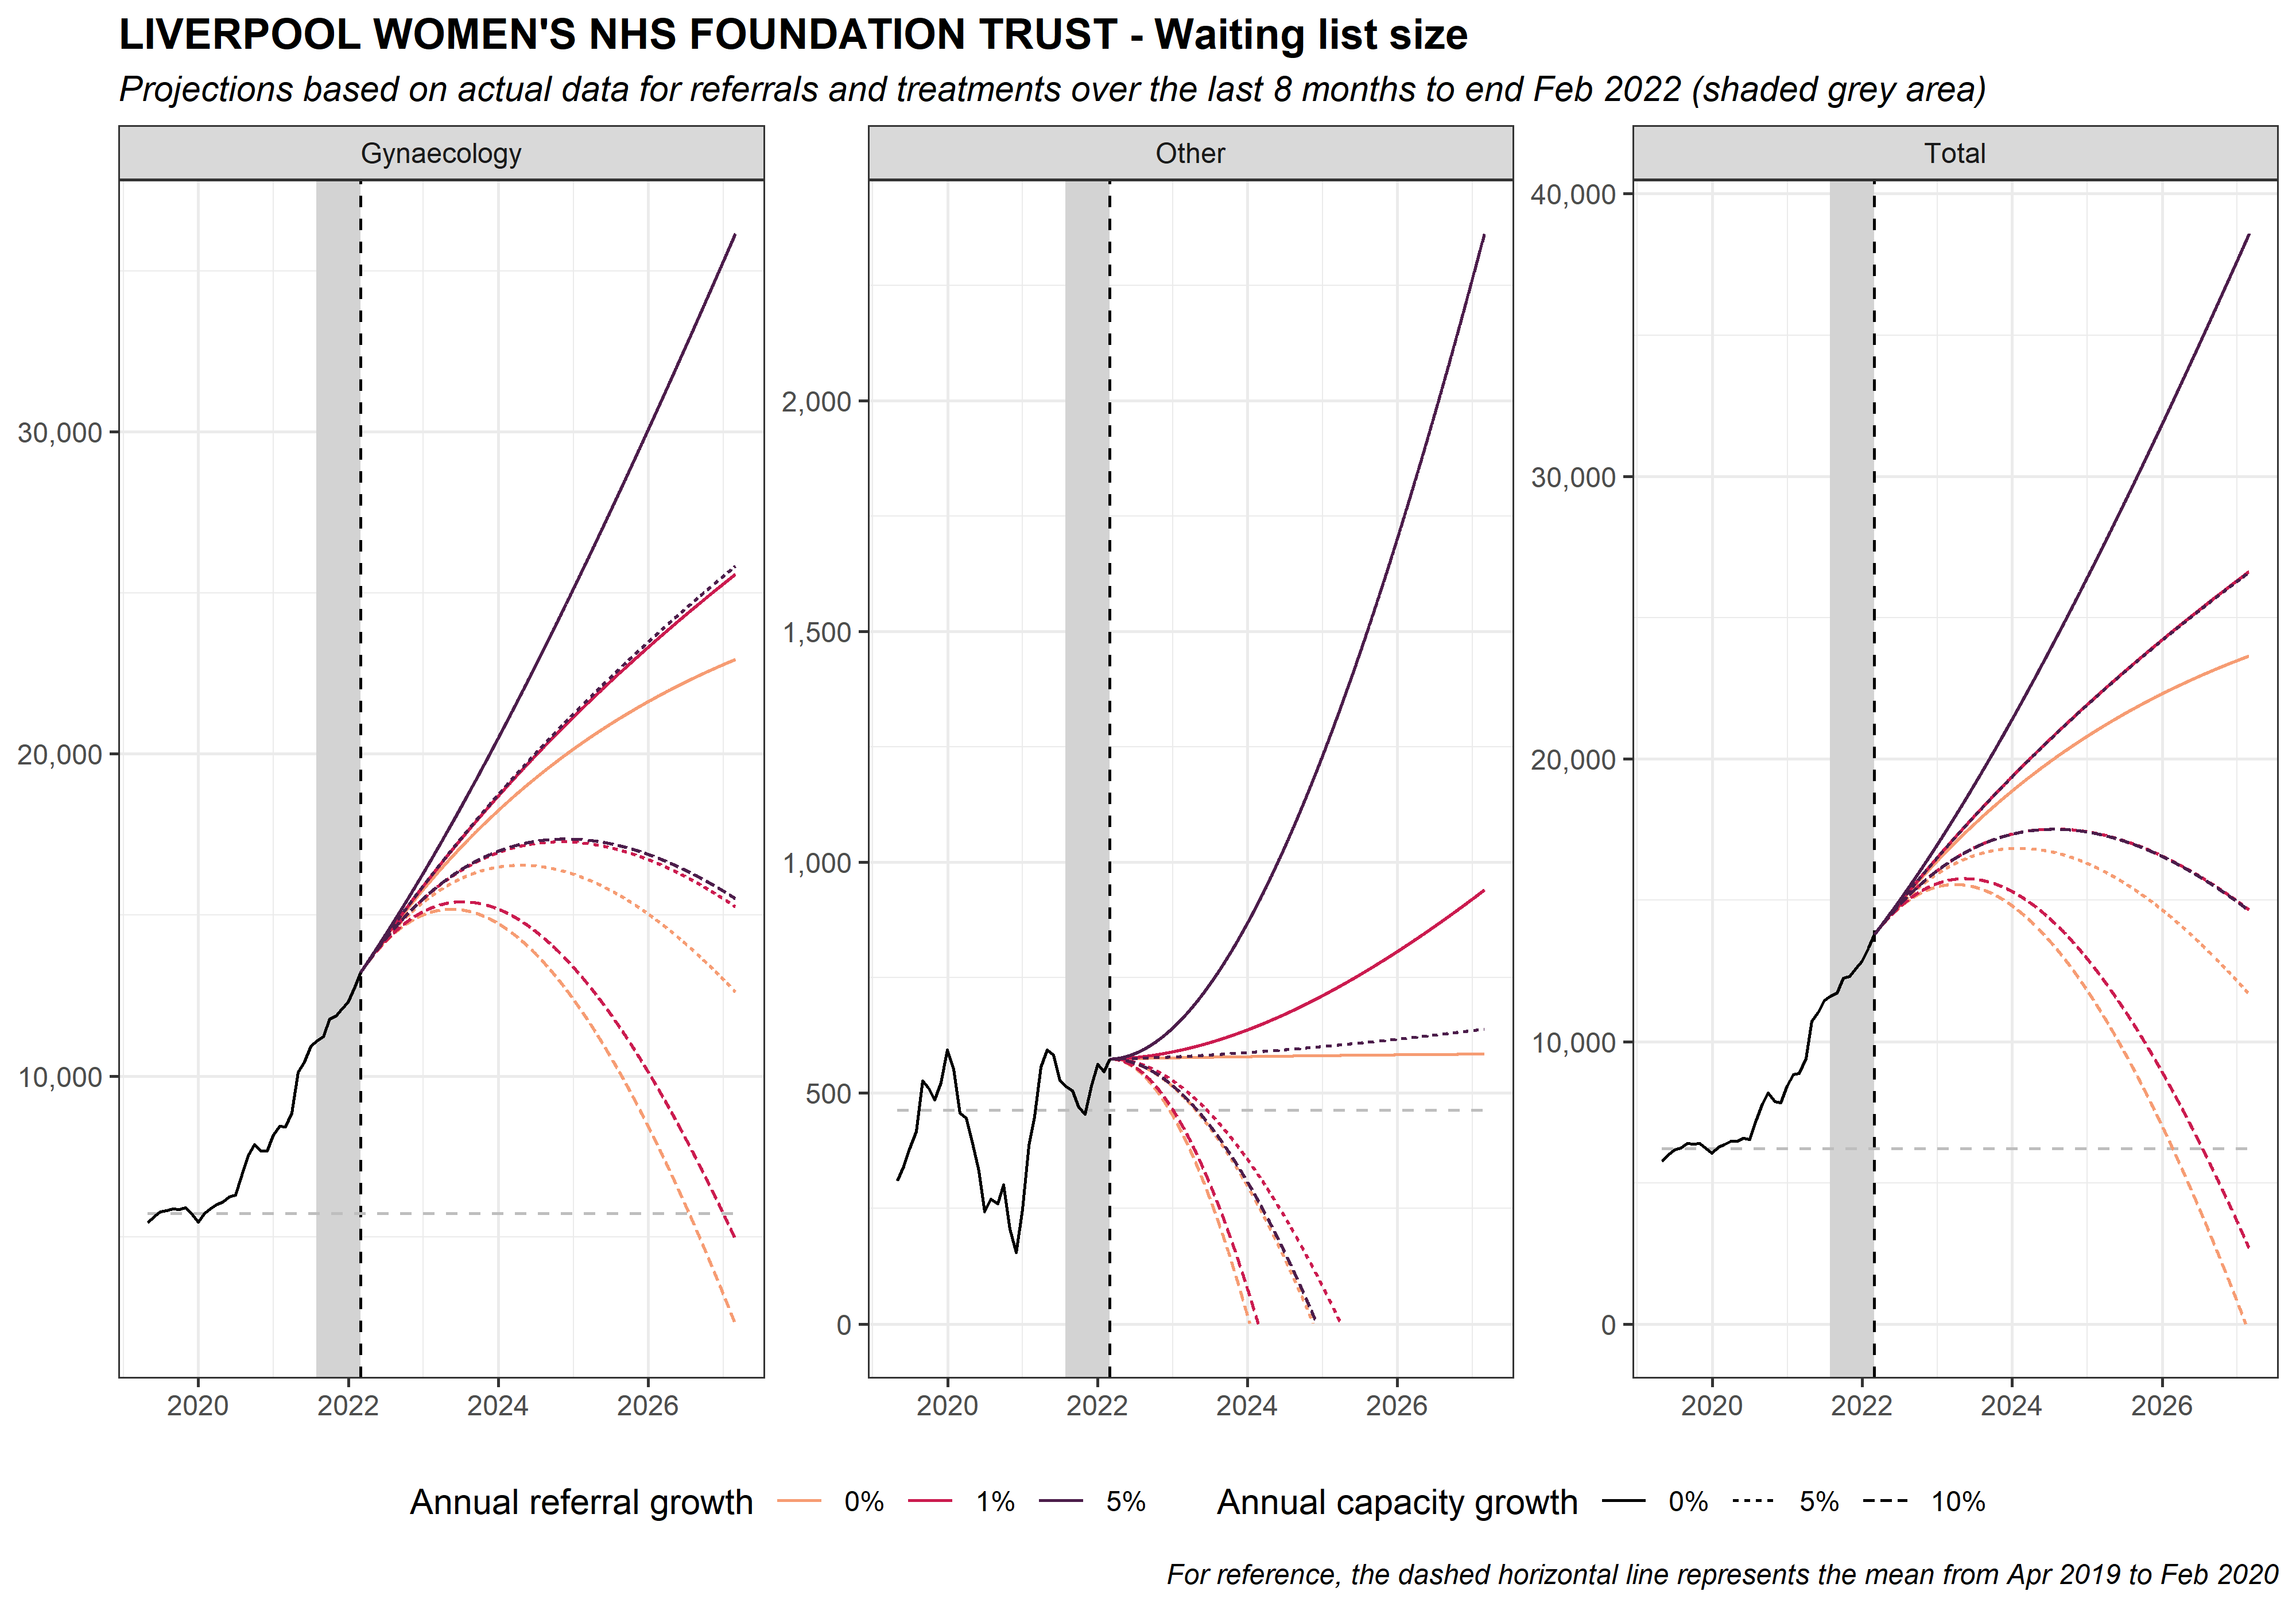 LIVERPOOL WOMEN'S NHS FOUNDATION TRUST - Waiting list size
Projections based on actual data for referrals and treatments over the last 8 months to end Feb 2022 (shaded grey area)
Gynaecology
30,000
20,000
10,000
2020 2022 2024 2026
Other
2,000
1,500
1,000
500
0
2020 2022 2024 2026
Total
40,000
30,000
20,000
10,000
0
2020 2022 2024 2026
Annual referral growth 0% 1% 5% Annual capacity growth 0% 5% 10%
For reference, the dashed horizontal line represents the mean from Apr 2019 to Feb 2020